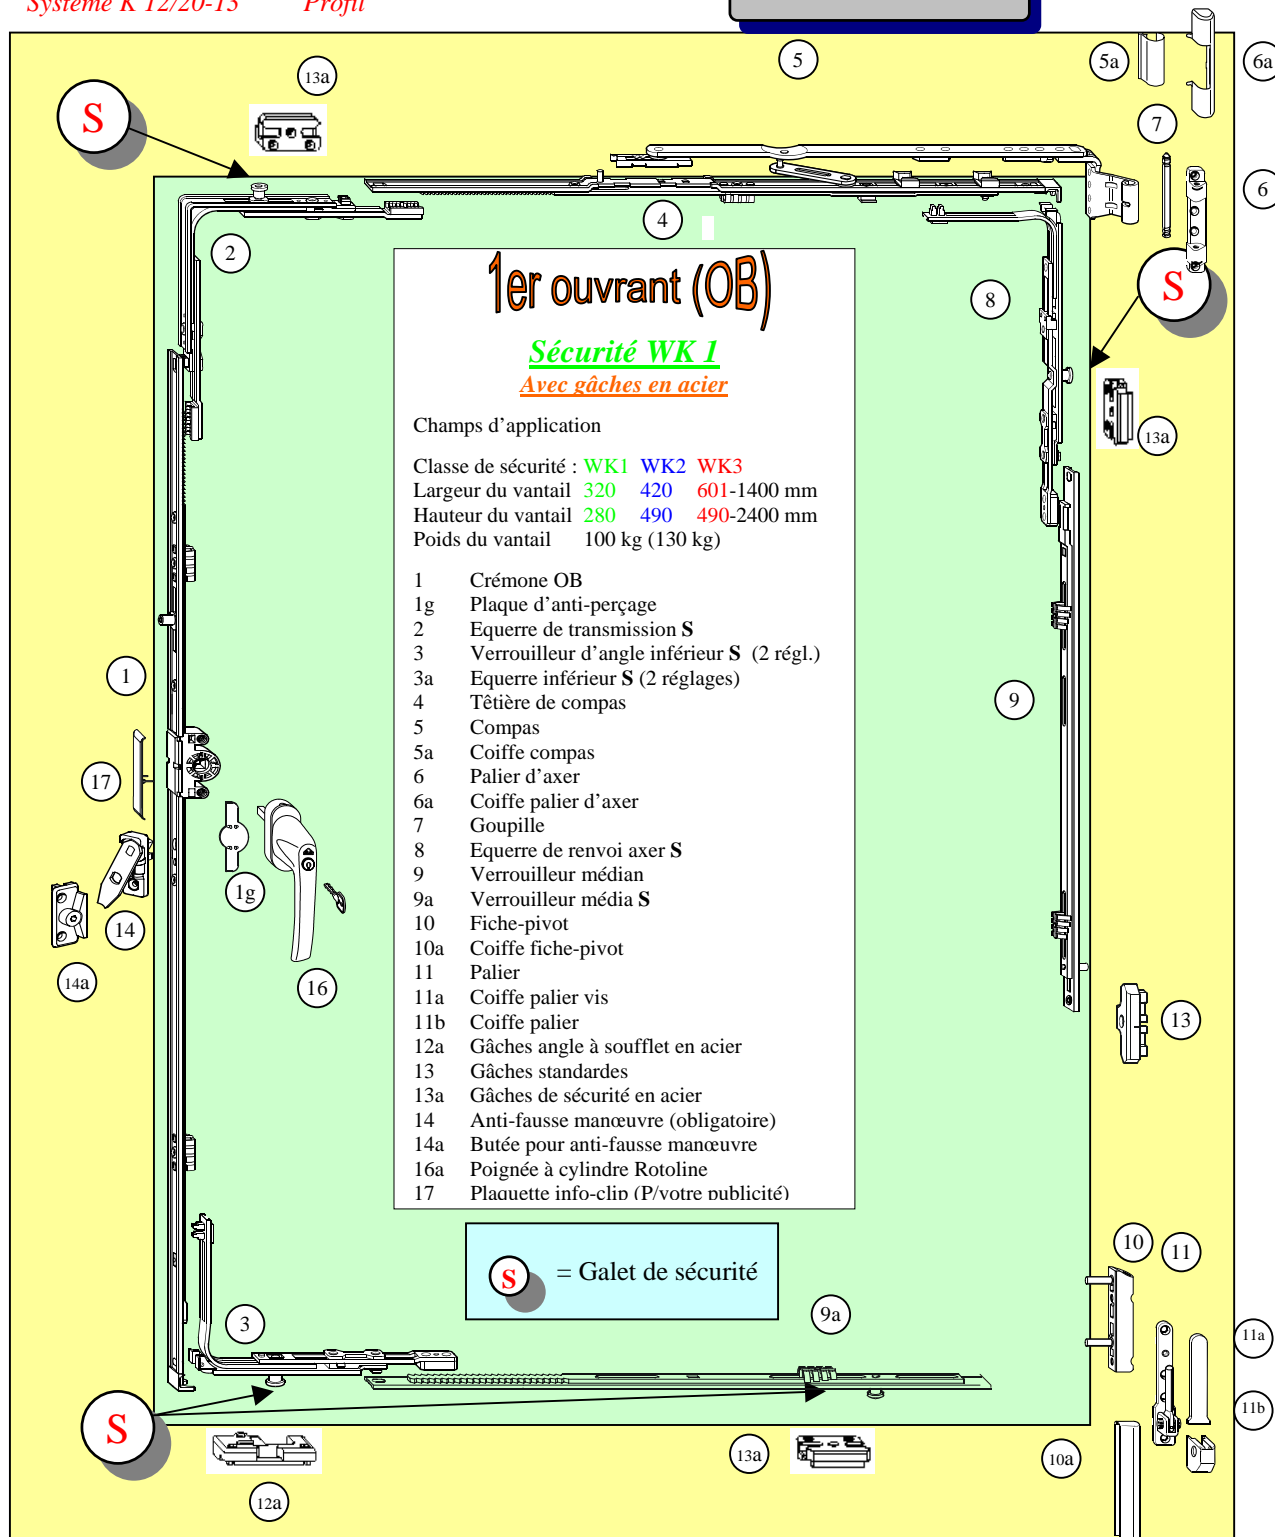 Système K 12/20-13 Profil
5
13a
5a
6a
S
7
6
4
2
1er ouvrant (OB)
S
8
Sécurité WK 1
Avec gâches en acier
Champs d’application
13a
Classe de sécurité : WK1 WK2 WK3
Largeur du vantail 320 420 601-1400 mm
Hauteur du vantail 280 490 490-2400 mm
Poids du vantail 100 kg (130 kg)
1 Crémone OB
1g Plaque d’anti-perçage
2 Equerre de transmission S
3 Verrouilleur d’angle inférieur S (2 régl.)
3a Equerre inférieur S (2 réglages)
4 Têtière de compas
5 Compas
5a Coiffe compas
6 Palier d’axer
6a Coiffe palier d’axer
7 Goupille
8 Equerre de renvoi axer S
9 Verrouilleur médian
9a Verrouilleur média S
10 Fiche-pivot
10a Coiffe fiche-pivot
11 Palier
11a Coiffe palier vis
11b Coiffe palier
12a Gâches angle à soufflet en acier
13 Gâches standardes
13a Gâches de sécurité en acier
14 Anti-fausse manœuvre (obligatoire)
14a Butée pour anti-fausse manœuvre
16a Poignée à cylindre Rotoline
17 Plaquette info-clip (P/votre publicité)
1
9
17
1g
14
14a
16
13
S = Galet de sécurité
10
11
9a
3
11a
11b
S
13a
10a
12a